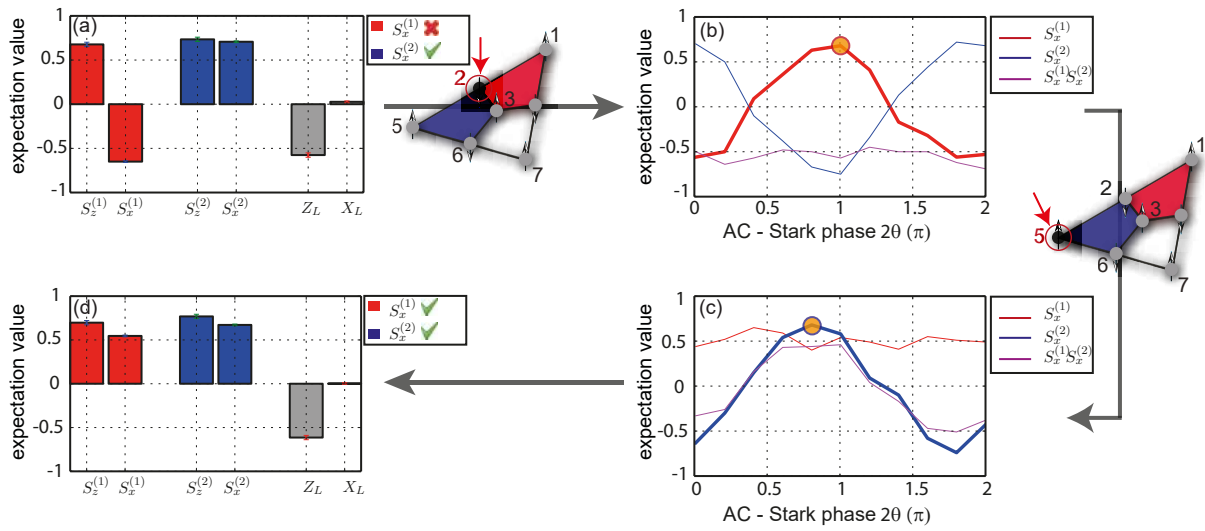 (a)
expectation value
1
0.5
0
-0.5
-1
S_z^{(1)} S_x^{(1)} S_z^{(2)} S_x^{(2)} Z_L X_L
S_x^{(1)}
S_x^{(2)}
1
2
3
5
6
7
(b)
expectation value
1
0.5
0
-0.5
-1
0 0.5 1 1.5 2
AC - Stark phase 2θ (π)
S_x^{(1)}
S_x^{(2)}
S_x^{(1)}S_x^{(2)}
1
2
3
5
6
7
(d)
expectation value
1
0.5
0
-0.5
-1
S_z^{(1)} S_x^{(1)} S_z^{(2)} S_x^{(2)} Z_L X_L
S_x^{(1)}
S_x^{(2)}
(c)
expectation value
1
0.5
0
-0.5
-1
0 0.5 1 1.5 2
AC - Stark phase 2θ (π)
S_x^{(1)}
S_x^{(2)}
S_x^{(1)}S_x^{(2)}